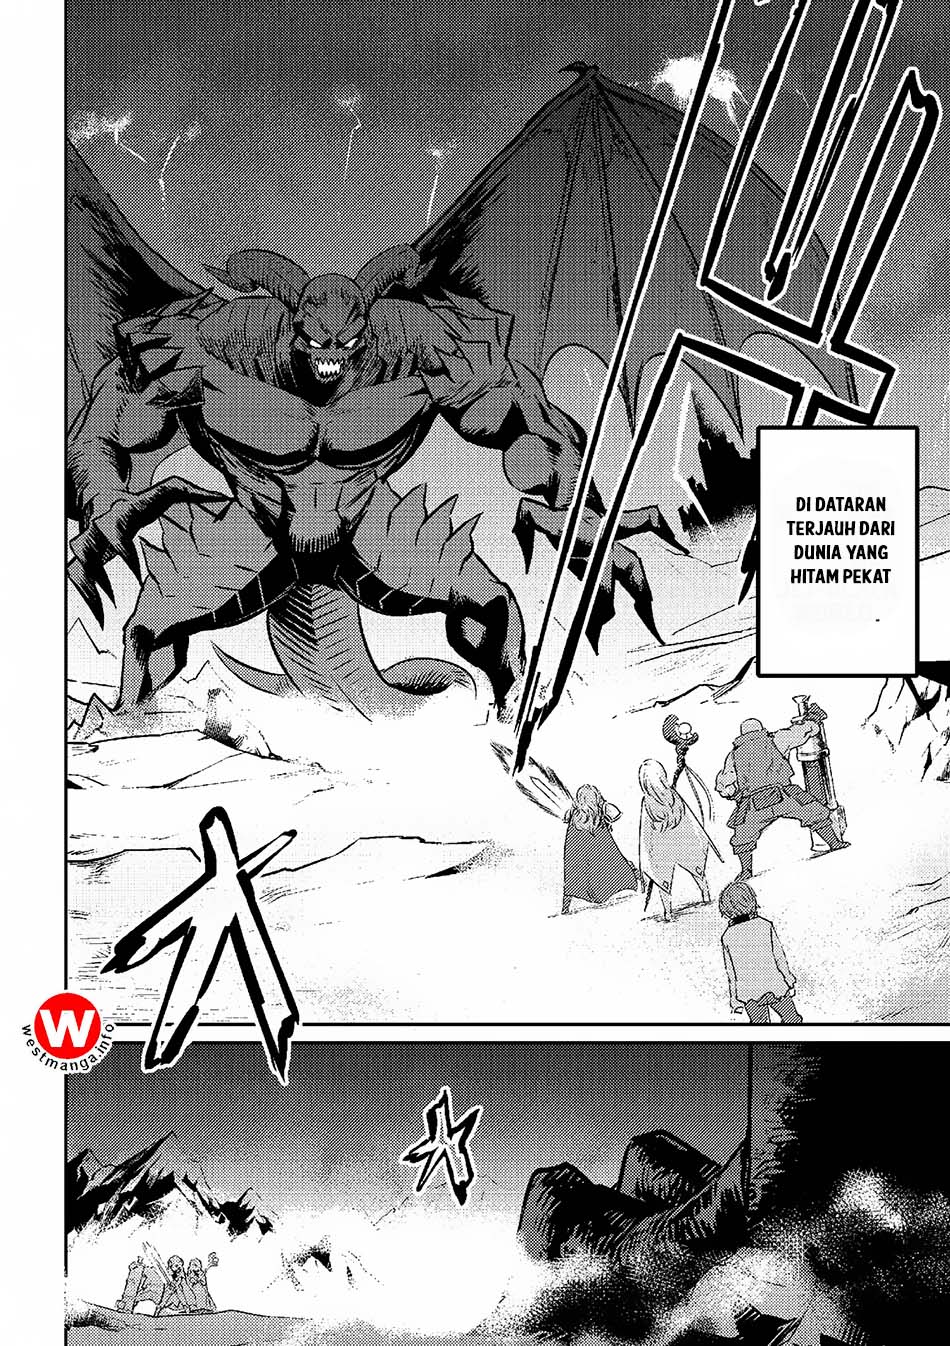 DI DATARAN
TERJAUH DARI
DUNIA YANG
HITAM PEKAT
W
westmanga.info